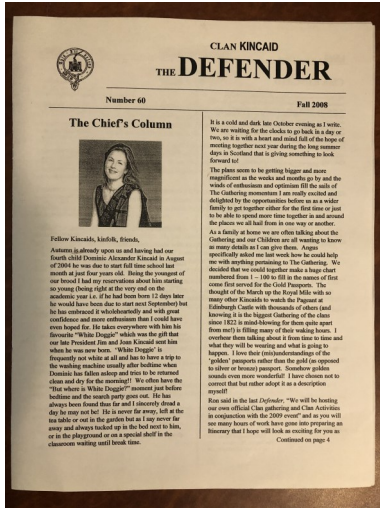 CLAN KINCAID
THE DEFENDER
Number 60
Fall 2008
The Chief's Column
Fellow Kincaids, kinfolk, friends,
Autumn is already upon us and having had our
fourth child Dominic Alexander Kincaid in August
of 2004 he was due to start full time school last
month at just four years old. Being the youngest of
our brood I had my reservations about him starting
so young (being right at the very end on the
academic year i.e. if he had been born 12 days later
he would have been due to start next September) but
he has embraced it wholeheartedly and with great
confidence and more enthusiasm than I could have
even hoped for. He takes everywhere with him his
favourite "White Doggie" which was the gift that
our late President Jim and Joan Kincaid sent him
when he was new born. 'White Doggie' is
frequently not white at all and has to have a trip to
the washing machine usually after bedtime when
Dominic has fallen asleep and tries to be returned
clean and dry for the morning!! We often have the
"But where is White Doggie?" moment just before
bedtime and the search party goes out. He has
always been found thus far and I sincerely dread a
day he may not be! He is never far away, left at the
tea table or out in the garden but as I say never far
away and always tucked up in the bed next to him,
or in the playground or on a special shelf in the
classroom waiting until break time.
It is a cold and dark late October evening as I write.
We are waiting for the clocks to go back in a day or
two, so it is with a heart and mind full of the hope of
meeting together next year during the long summer
days in Scotland that is giving something to look
forward to!
The plans seem to be getting bigger and more
magnificent as the weeks and months go by and the
winds of enthusiasm and optimism fill the sails of
The Gathering momentum I am really excited and
delighted by the opportunities before us as a wider
family to get together either for the first time or just
to be able to spend more time together in and around
the places we all hail from in one way or another.
As a family at home we are often talking about the
Gathering and our Children are all wanting to know
as many details as I can give them. Angus
specifically asked me last week how he could help
me with anything pertaining to The Gathering. We
decided that we could together make a huge chart
numbered from 1 – 100 to fill in the names of first
come first served for the Gold Passports. The
thought of the March up the Royal Mile with so
many other Kincaids to watch the Pageant at
Edinburgh Castle with thousands of others (and
knowing it is the biggest Gathering of the clans
since 1822 is mind-blowing for them quite apart
from me!) is filling many of their waking hours. I
overhear them talking about it from time to time and
what they will be wearing and what is going to
happen. I love their (mis)understandings of the
'golden' passports rather than the gold (as opposed
to silver or bronze) passport. Somehow golden
sounds even more wonderful! I have chosen not to
correct that but rather adopt it as a description
myself!
Ron said in the last Defender, "We will be hosting
our own official Clan gathering and Clan Activities
in conjunction with the 2009 event" and as you will
see many hours of work have gone into preparing an
Itinerary that I hope will look as exciting for you as
Continued on page 4